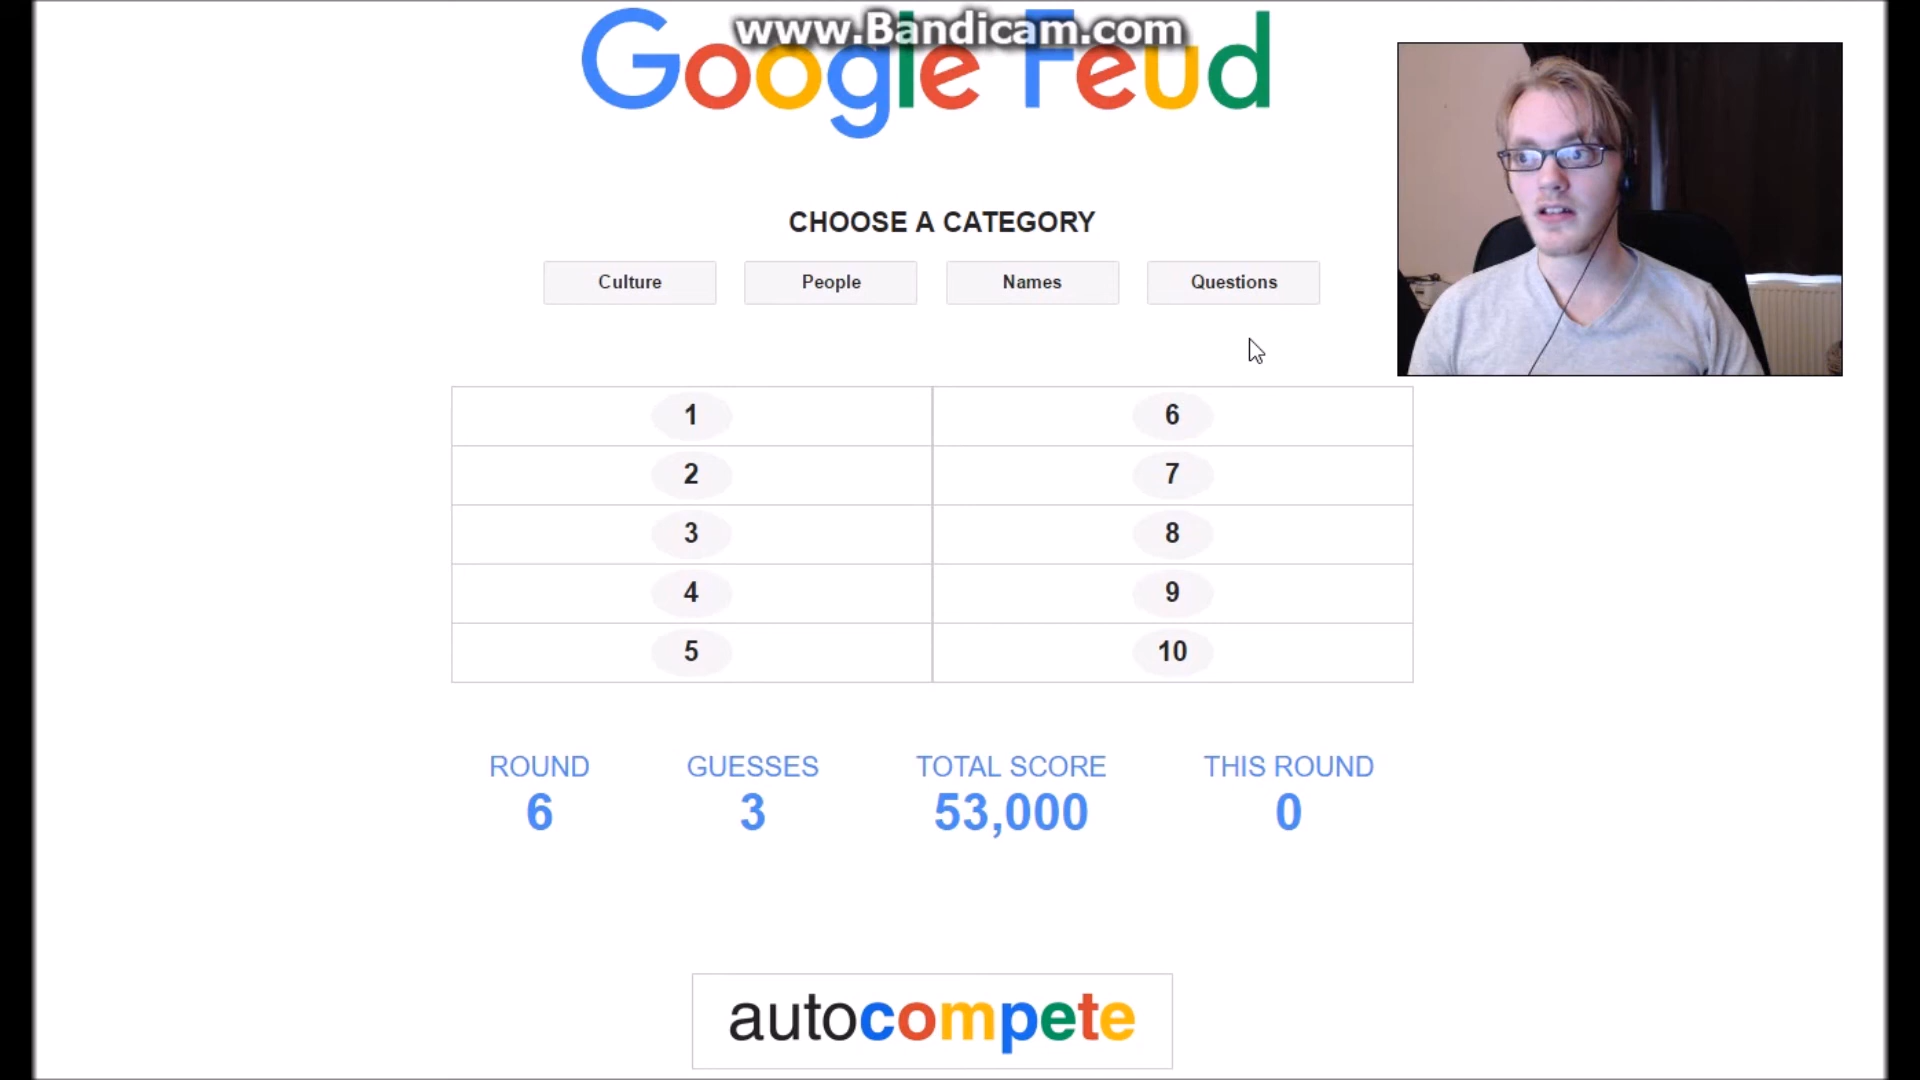 www.Bandicam.com
Google Feud
CHOOSE A CATEGORY
Culture People Names Questions
1 6
2 7
3 8
4 9
5 10
ROUND GUESSES TOTAL SCORE THIS ROUND
6 3 53,000 0
autocompete